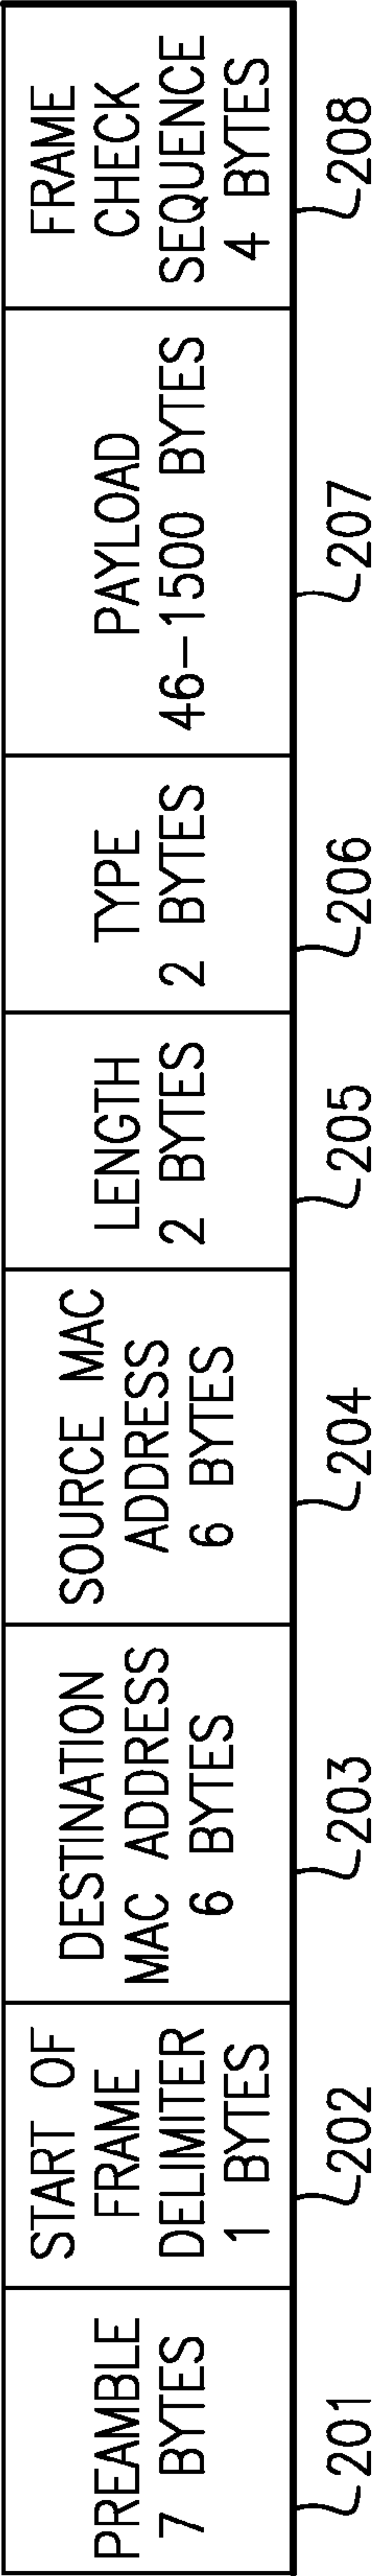 PREAMBLE
7 BYTES
START OF
FRAME
DELIMITER
1 BYTES
DESTINATION
MAC ADDRESS
6 BYTES
SOURCE MAC
ADDRESS
6 BYTES
LENGTH
2 BYTES
TYPE
2 BYTES
PAYLOAD
46-1500 BYTES
FRAME
CHECK
SEQUENCE
4 BYTES
201
202
203
204
205
206
207
208